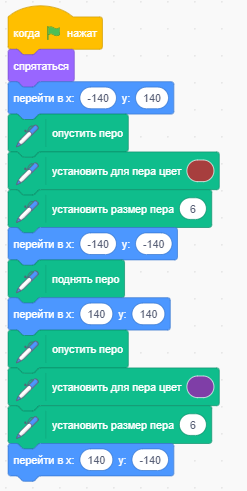 когда нажат
спрятаться
перейти в x: -140 y: 140
опустить перо
установить для пера цвет
установить размер пера 6
перейти в x: -140 y: -140
поднять перо
перейти в x: 140 y: 140
опустить перо
установить для пера цвет
установить размер пера 6
перейти в x: 140 y: -140